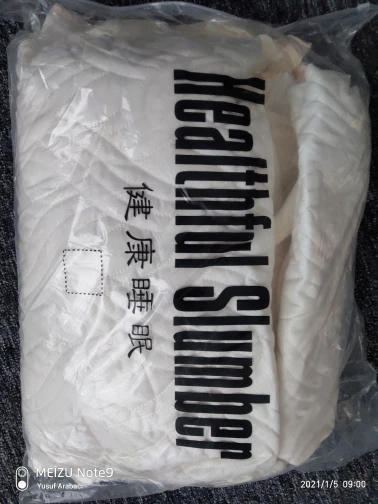 Healthful Slumber
健康睡眠
MEIZU Note9
Yusuf Arabacı
2021/1/5 09:00